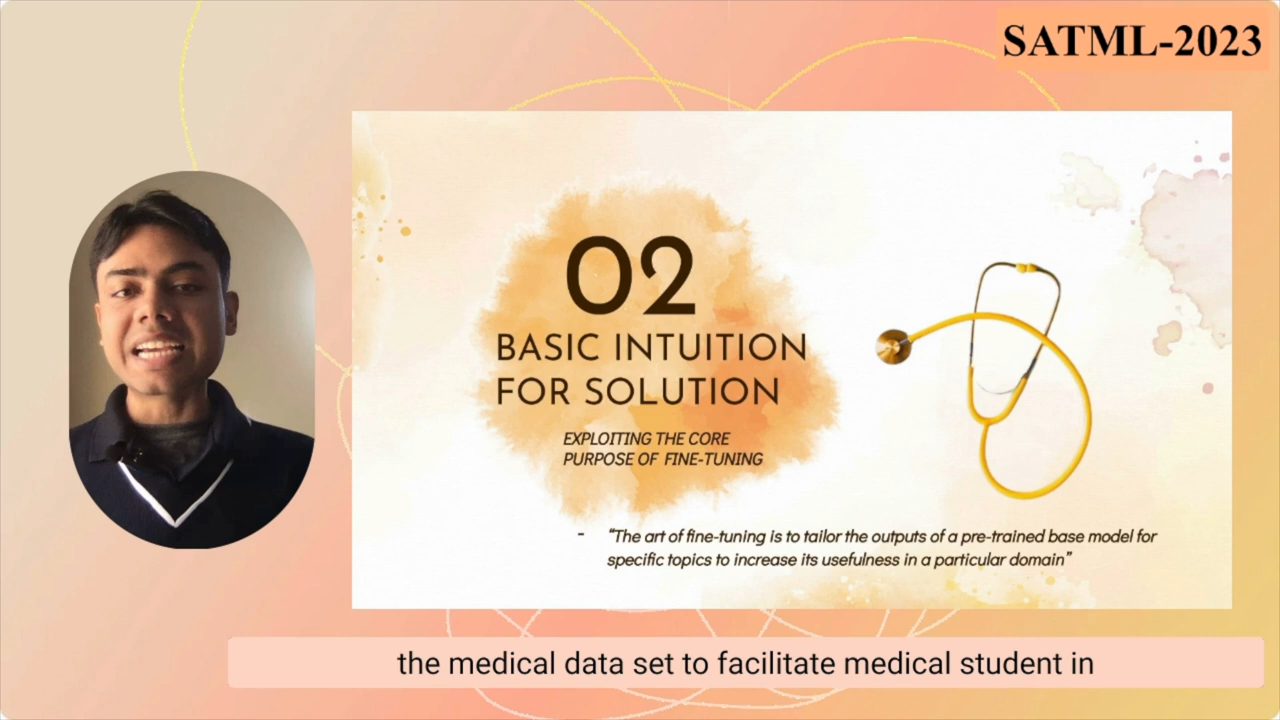 SATML-2023
02
BASIC INTUITION
FOR SOLUTION
EXPLOITING THE CORE
PURPOSE OF FINE-TUNING
- "The art of fine-tuning is to tailor the outputs of a pre-trained base model for
specific topics to increase its usefulness in a particular domain"
the medical data set to facilitate medical student in